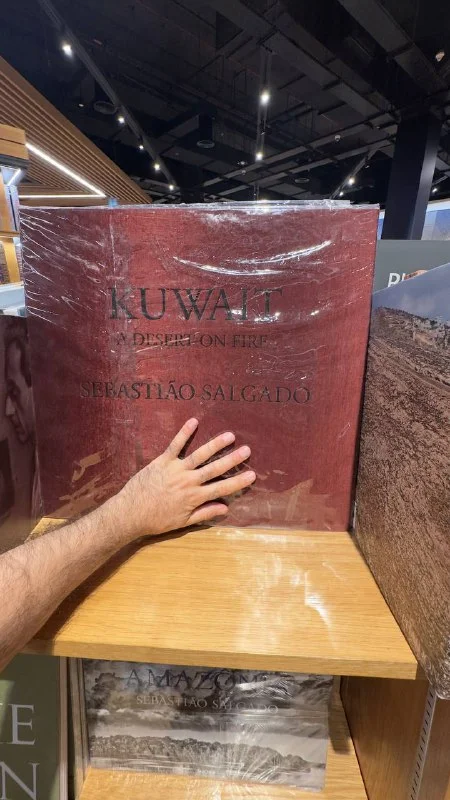 KUWAIT
A DESERT ON FIRE
SEBASTIÃO SALGADO
AMAZÔNIA
SEBASTIÃO SALGADO